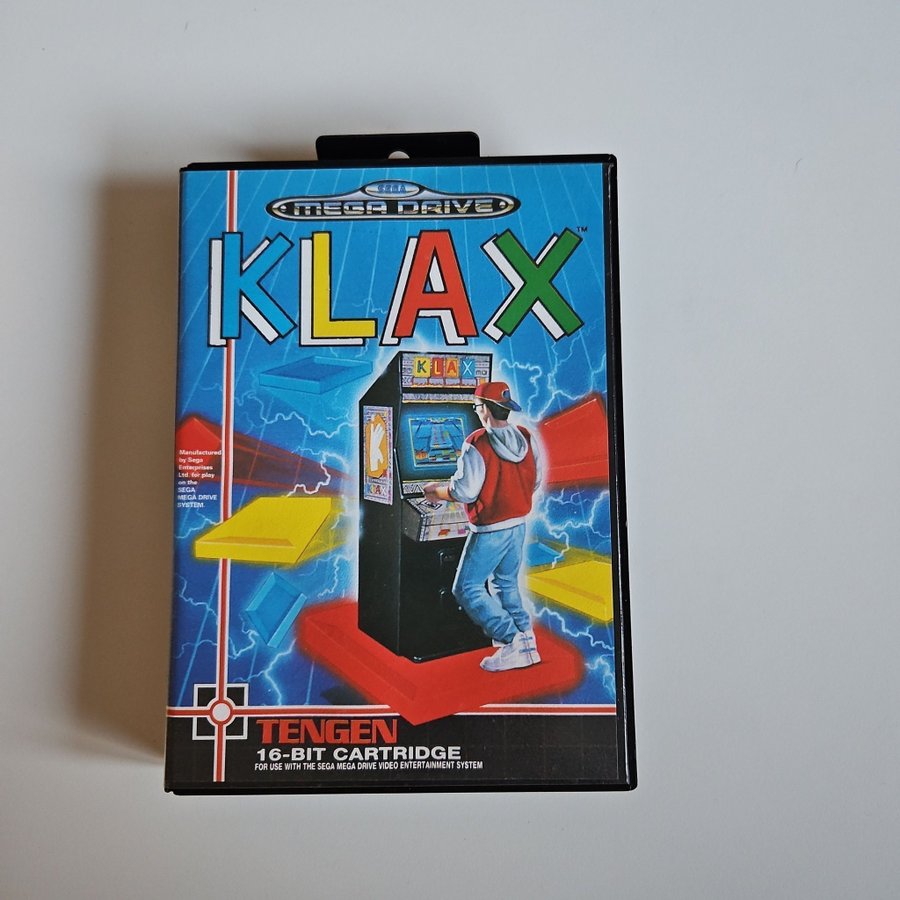 SEGA
MEGA DRIVE
KLAX™
KLAX
Manufactured
by Sega
Enterprises
Ltd. for play
on the
SEGA
MEGA DRIVE
SYSTEM.
K
KLAX
TENGEN
16-BIT CARTRIDGE
FOR USE WITH THE SEGA MEGA DRIVE VIDEO ENTERTAINMENT SYSTEM